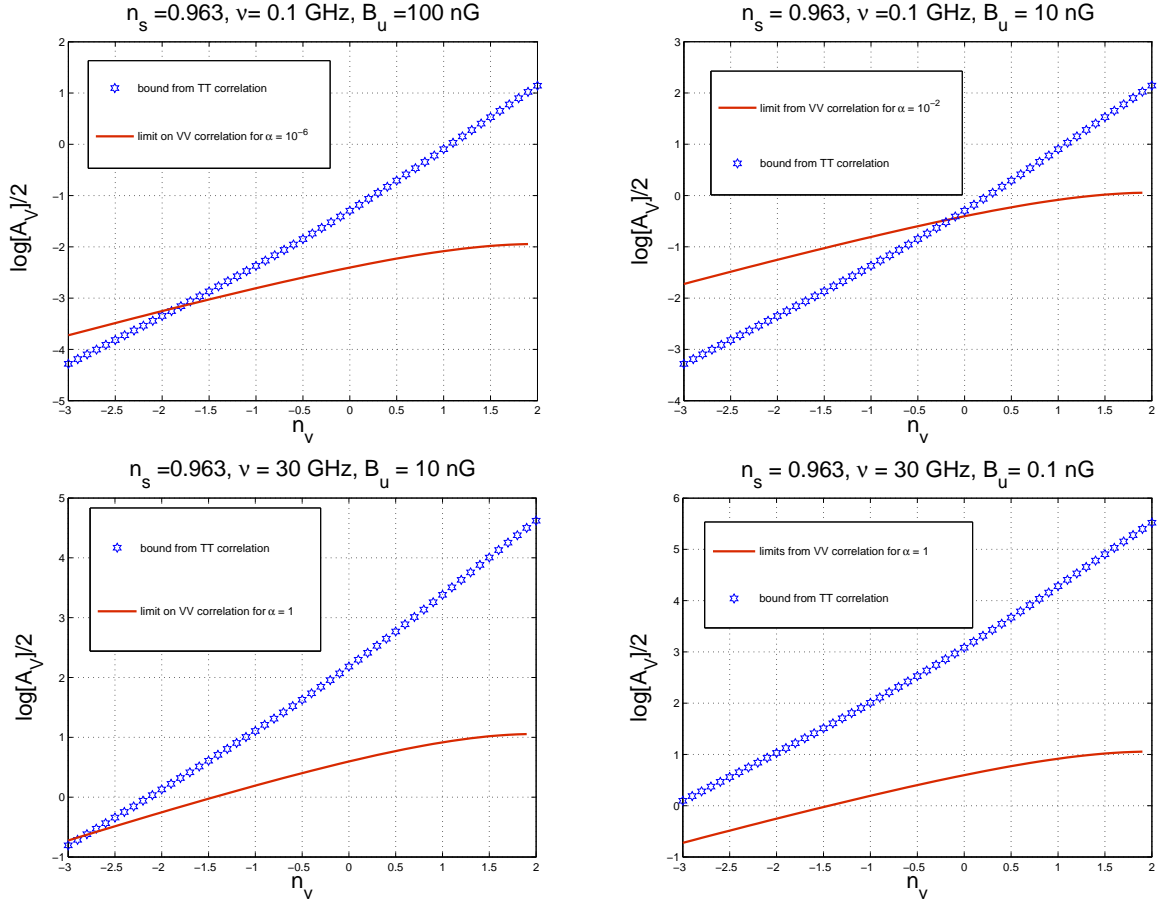 n_s =0.963, ν= 0.1 GHz, B_u =100 nG
bound from TT correlation
limit on VV correlation for α = 10^−6
log[A_V]/2
2
1
0
−1
−2
−3
−4
−5
−3 −2.5 −2 −1.5 −1 −0.5 0 0.5 1 1.5 2
n_v
n_s = 0.963, ν =0.1 GHz, B_u = 10 nG
limit from VV correlation for α = 10^−2
bound from TT correlation
log[A_V]/2
3
2
1
0
−1
−2
−3
−4
−3 −2.5 −2 −1.5 −1 −0.5 0 0.5 1 1.5 2
n_v
n_s =0.963, ν = 30 GHz, B_u = 10 nG
bound from TT correlation
limit on VV correlation for α = 1
log[A_V]/2
5
4
3
2
1
0
−1
−3 −2.5 −2 −1.5 −1 −0.5 0 0.5 1 1.5 2
n_v
n_s = 0.963, ν = 30 GHz, B_u = 0.1 nG
limits from VV correlation for α = 1
bound from TT correlation
log[A_V]/2
6
5
4
3
2
1
0
−1
−3 −2.5 −2 −1.5 −1 −0.5 0 0.5 1 1.5 2
n_v